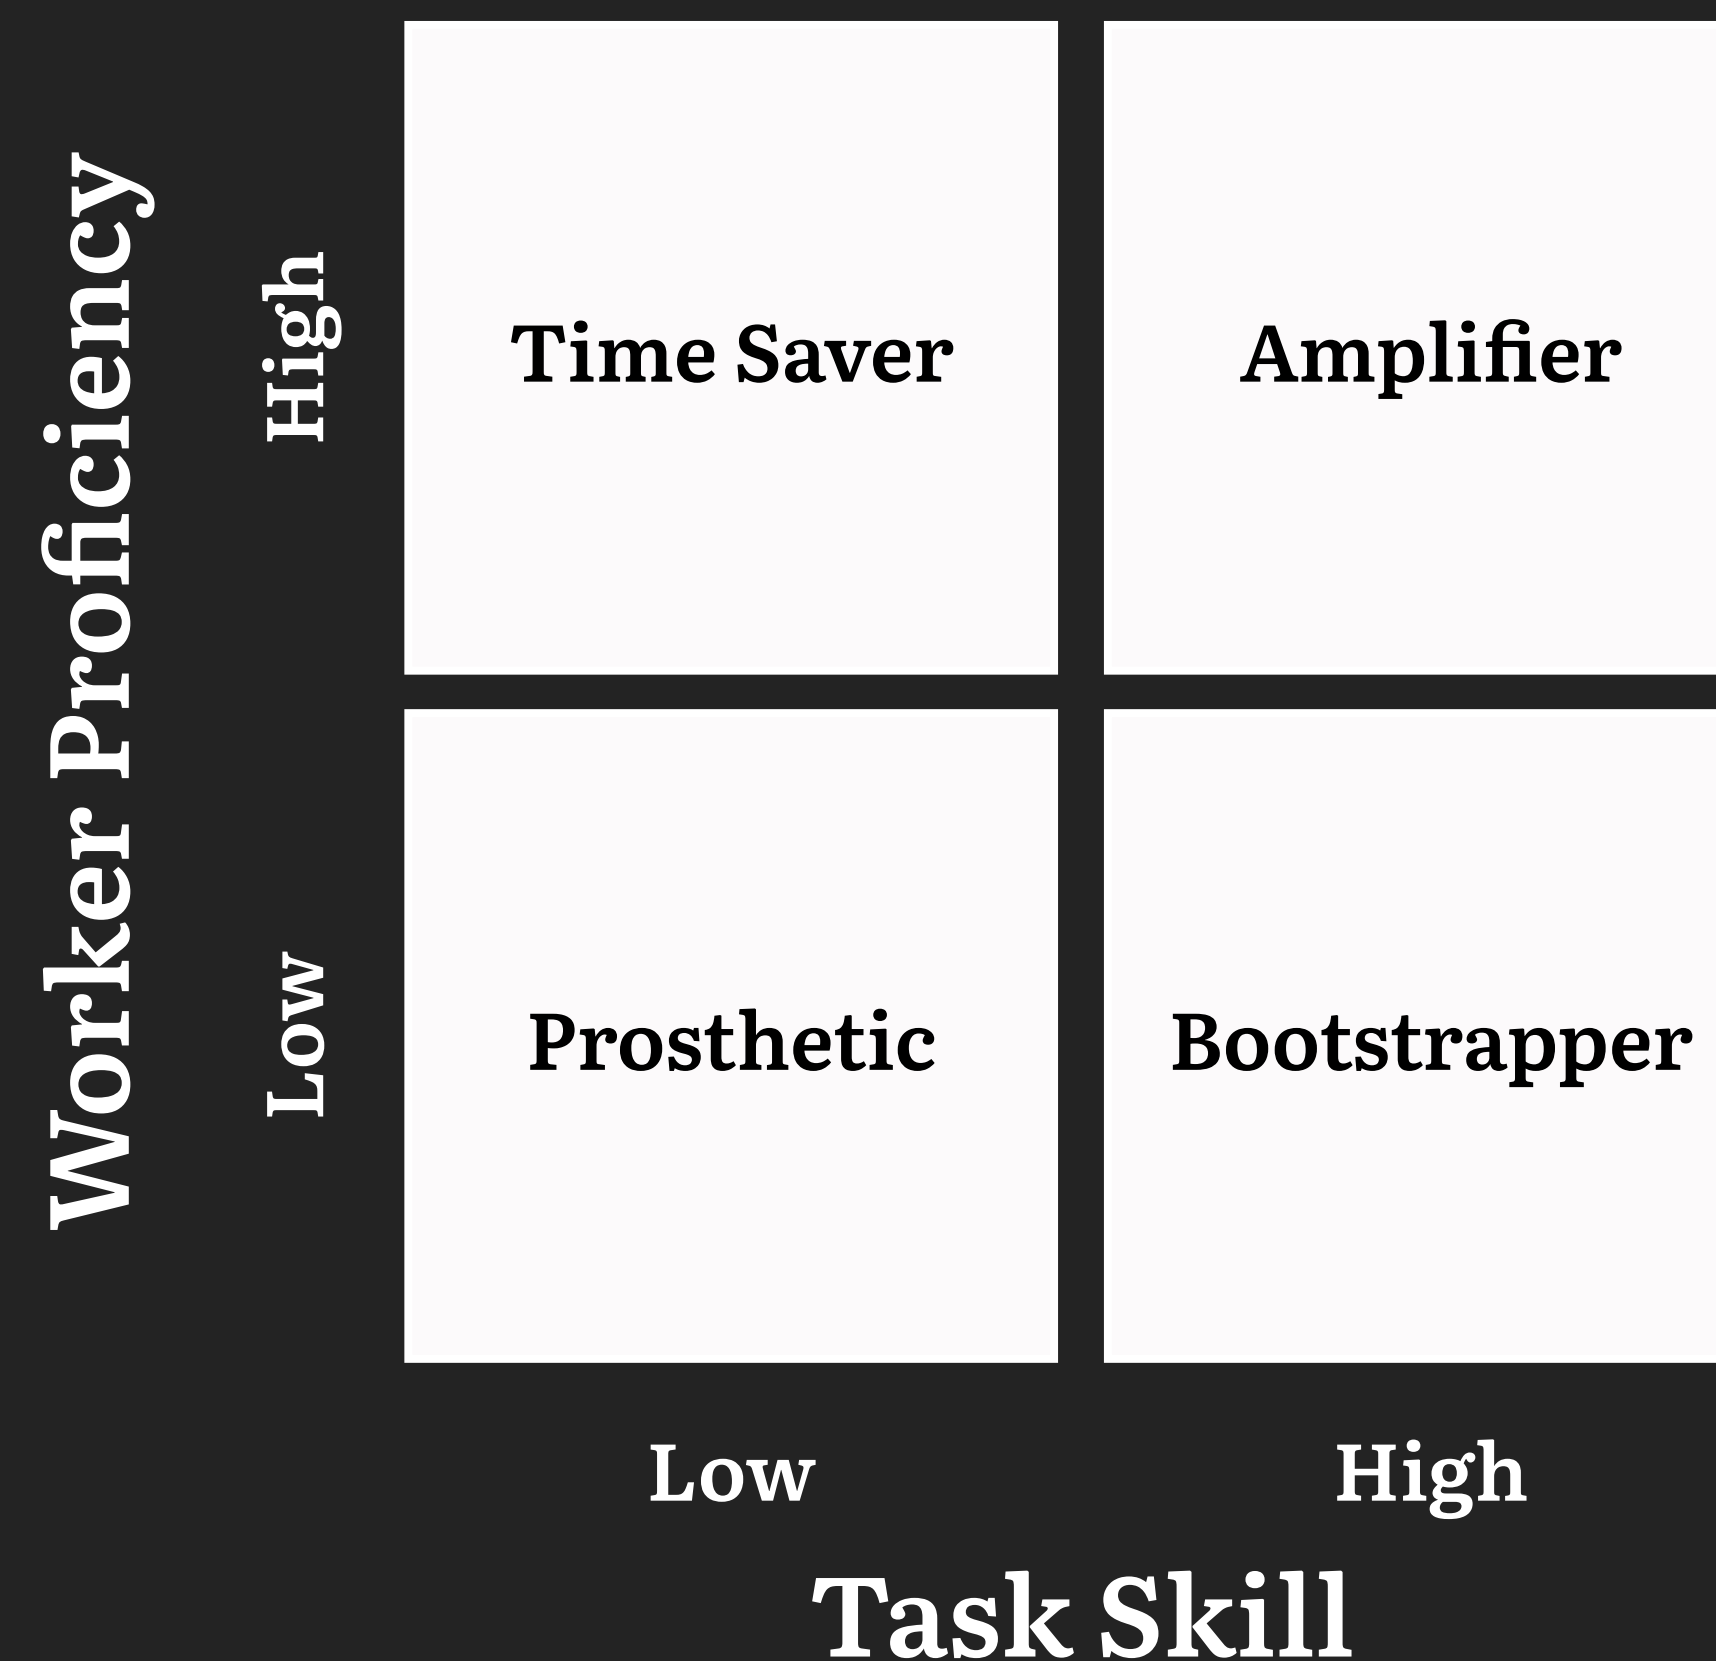 Worker Proficiency
High
Time Saver
Amplifier
Low
Prosthetic
Bootstrapper
Low
High
Task Skill